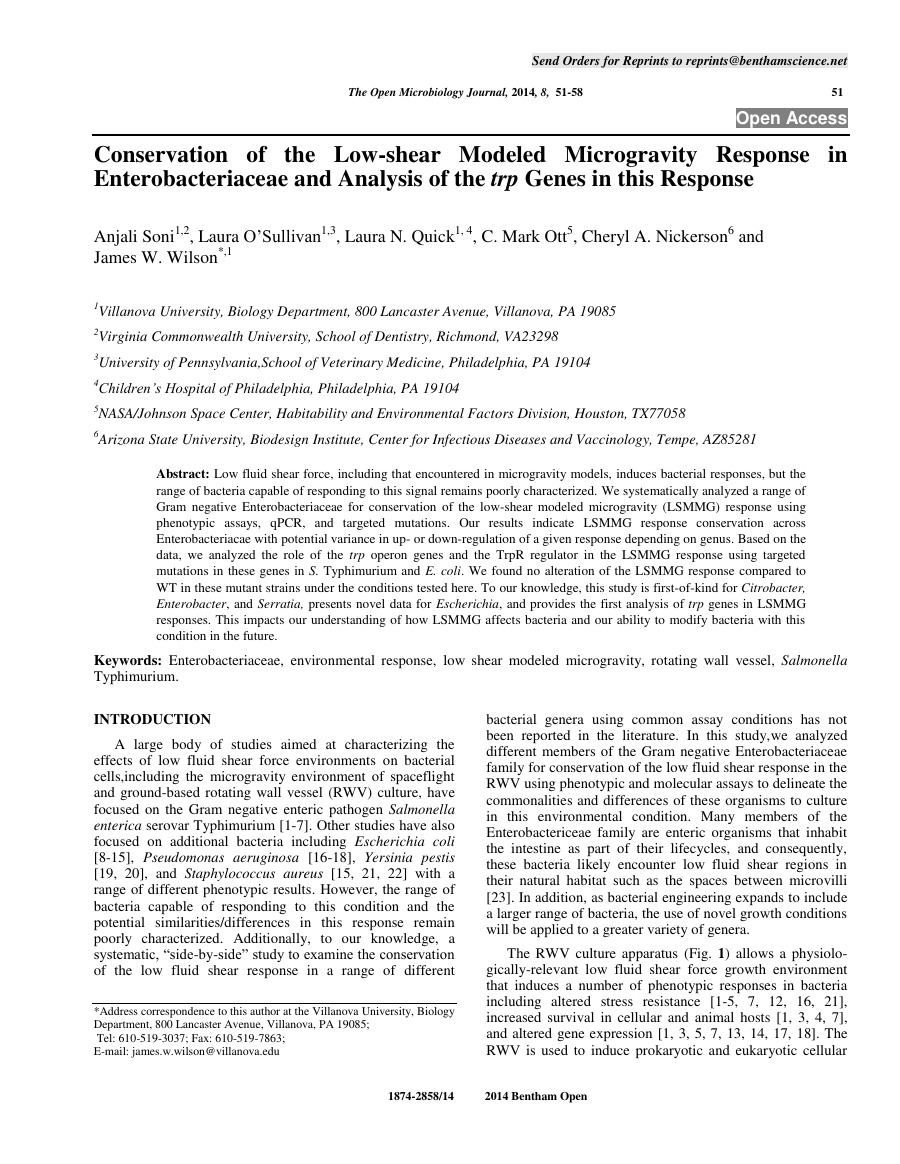 Send Orders for Reprints to reprints@benthamscience.net
The Open Microbiology Journal, 2014, 8, 51-58
51
Open Access
Conservation of the Low-shear Modeled Microgravity Response in
Enterobacteriaceae and Analysis of the trp Genes in this Response
Anjali Soni1,2, Laura O’Sullivan1,3, Laura N. Quick1, 4, C. Mark Ott5, Cheryl A. Nickerson6 and
James W. Wilson*,1
1Villanova University, Biology Department, 800 Lancaster Avenue, Villanova, PA 19085
2Virginia Commonwealth University, School of Dentistry, Richmond, VA23298
3University of Pennsylvania,School of Veterinary Medicine, Philadelphia, PA 19104
4Children’s Hospital of Philadelphia, Philadelphia, PA 19104
5NASA/Johnson Space Center, Habitability and Environmental Factors Division, Houston, TX77058
6Arizona State University, Biodesign Institute, Center for Infectious Diseases and Vaccinology, Tempe, AZ85281
Abstract: Low fluid shear force, including that encountered in microgravity models, induces bacterial responses, but the
range of bacteria capable of responding to this signal remains poorly characterized. We systematically analyzed a range of
Gram negative Enterobacteriaceae for conservation of the low-shear modeled microgravity (LSMMG) response using
phenotypic assays, qPCR, and targeted mutations. Our results indicate LSMMG response conservation across
Enterobacteriacae with potential variance in up- or down-regulation of a given response depending on genus. Based on the
data, we analyzed the role of the trp operon genes and the TrpR regulator in the LSMMG response using targeted
mutations in these genes in S. Typhimurium and E. coli. We found no alteration of the LSMMG response compared to
WT in these mutant strains under the conditions tested here. To our knowledge, this study is first-of-kind for Citrobacter,
Enterobacter, and Serratia, presents novel data for Escherichia, and provides the first analysis of trp genes in LSMMG
responses. This impacts our understanding of how LSMMG affects bacteria and our ability to modify bacteria with this
condition in the future.
Keywords: Enterobacteriaceae, environmental response, low shear modeled microgravity, rotating wall vessel, Salmonella
Typhimurium.
INTRODUCTION
A large body of studies aimed at characterizing the
effects of low fluid shear force environments on bacterial
cells,including the microgravity environment of spaceflight
and ground-based rotating wall vessel (RWV) culture, have
focused on the Gram negative enteric pathogen Salmonella
enterica serovar Typhimurium [1-7]. Other studies have also
focused on additional bacteria including Escherichia coli
[8-15], Pseudomonas aeruginosa [16-18], Yersinia pestis
[19, 20], and Staphylococcus aureus [15, 21, 22] with a
range of different phenotypic results. However, the range of
bacteria capable of responding to this condition and the
potential similarities/differences in this response remain
poorly characterized. Additionally, to our knowledge, a
systematic, “side-by-side” study to examine the conservation
of the low fluid shear response in a range of different
*Address correspondence to this author at the Villanova University, Biology
Department, 800 Lancaster Avenue, Villanova, PA 19085;
Tel: 610-519-3037; Fax: 610-519-7863;
E-mail: james.w.wilson@villanova.edu
bacterial genera using common assay conditions has not
been reported in the literature. In this study,we analyzed
different members of the Gram negative Enterobacteriaceae
family for conservation of the low fluid shear response in the
RWV using phenotypic and molecular assays to delineate the
commonalities and differences of these organisms to culture
in this environmental condition. Many members of the
Enterobactericeae family are enteric organisms that inhabit
the intestine as part of their lifecycles, and consequently,
these bacteria likely encounter low fluid shear regions in
their natural habitat such as the spaces between microvilli
[23]. In addition, as bacterial engineering expands to include
a larger range of bacteria, the use of novel growth conditions
will be applied to a greater variety of genera.
The RWV culture apparatus (Fig. 1) allows a physiolo-
gically-relevant low fluid shear force growth environment
that induces a number of phenotypic responses in bacteria
including altered stress resistance [1-5, 7, 12, 16, 21],
increased survival in cellular and animal hosts [1, 3, 4, 7],
and altered gene expression [1, 3, 5, 7, 13, 14, 17, 18]. The
RWV is used to induce prokaryotic and eukaryotic cellular
1874-2858/14
2014 Bentham Open